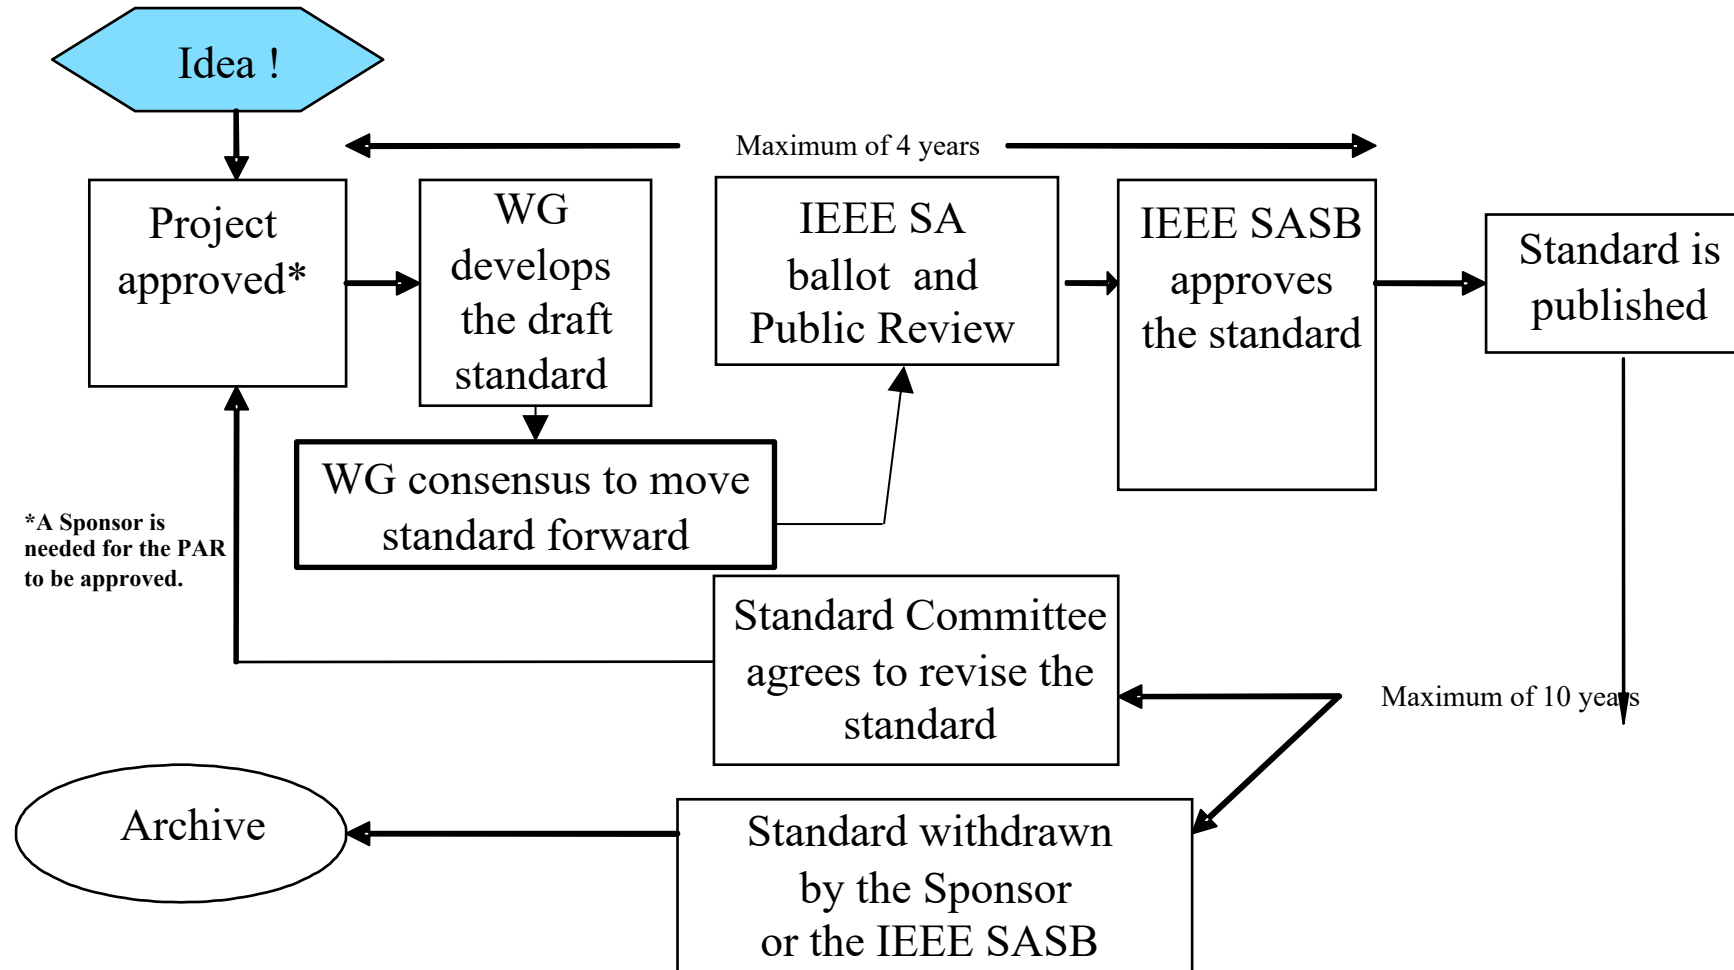 Idea !
Maximum of 4 years
Project
approved*
WG
develops
the draft
standard
IEEE SA
ballot and
Public Review
IEEE SASB
approves
the standard
Standard is
published
WG consensus to move
standard forward
*A Sponsor is
needed for the PAR
to be approved.
Standard Committee
agrees to revise the
standard
Maximum of 10 years
Archive
Standard withdrawn
by the Sponsor
or the IEEE SASB